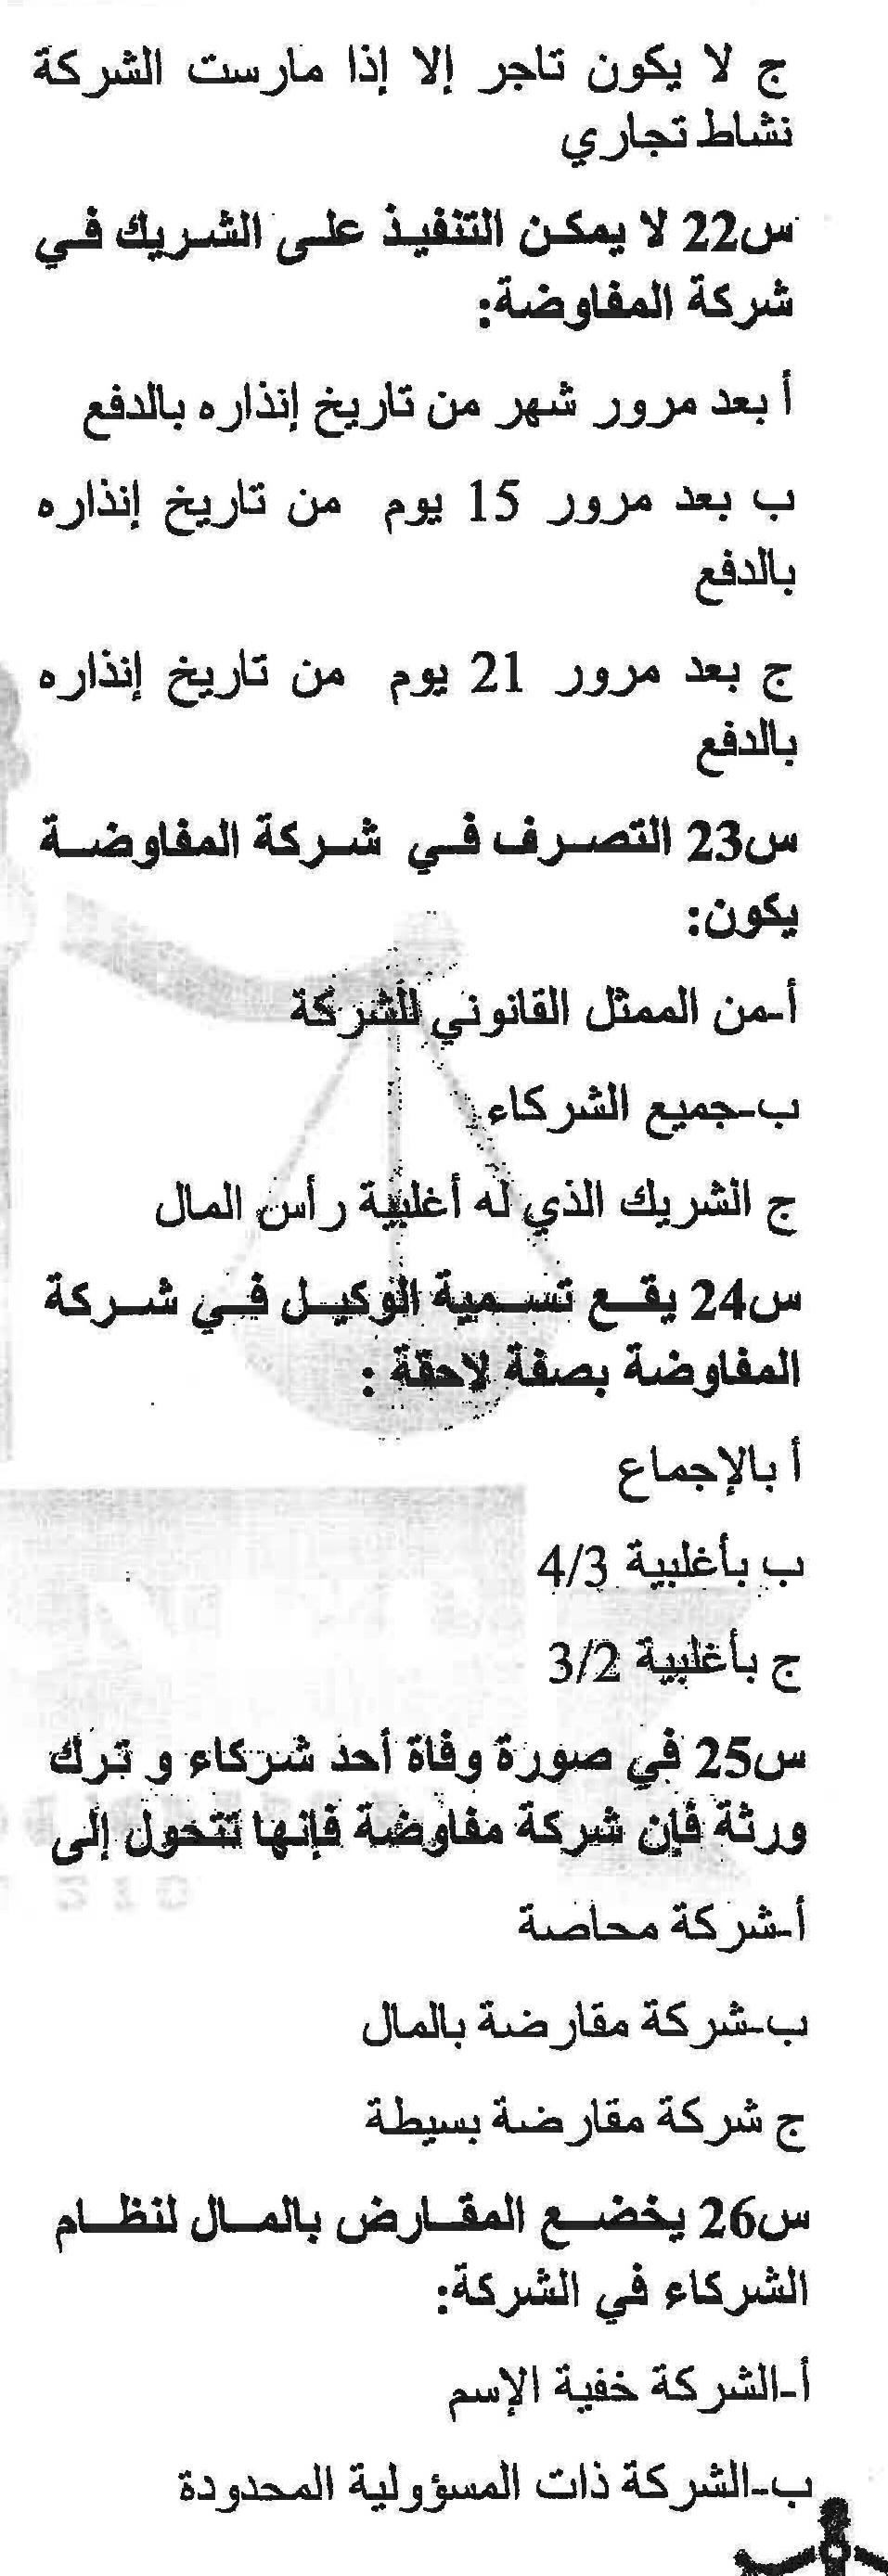 ج لا يكون تاجر إلا إذا مارست الشركة
نشاط تجاري
س22 لا يمكن التنفيذ على الشريك في
شركة المفاوضة:
أ بعد مرور شهر من تاريخ إنذاره بالدفع
ب بعد مرور 15 يوم من تاريخ إنذاره
بالدفع
ج بعد مرور 21 يوم من تاريخ إنذاره
بالدفع
س23 التصرف في شركة المفاوضة
يكون:
أ-من الممثل القانوني للشركة
ب-جميع الشركاء
ج الشريك الذي له أغلبية رأس المال
س24 يقع تسمية الوكيل في شركة
المفاوضة بصفة لاحقة :
أ بالإجماع
ب بأغلبية 4/3
ج بأغلبية 3/2
س25 في صورة وفاة أحد شركاء و ترك
ورثة فإن شركة مفاوضة فإنها تتحول إلى
أ-شركة محاصة
ب-شركة مقارضة بالمال
ج شركة مقارضة بسيطة
س26 يخضع المقارض بالمال لنظام
الشركاء في الشركة:
أ-الشركة خفية الإسم
ب-الشركة ذات المسؤولية المحدودة